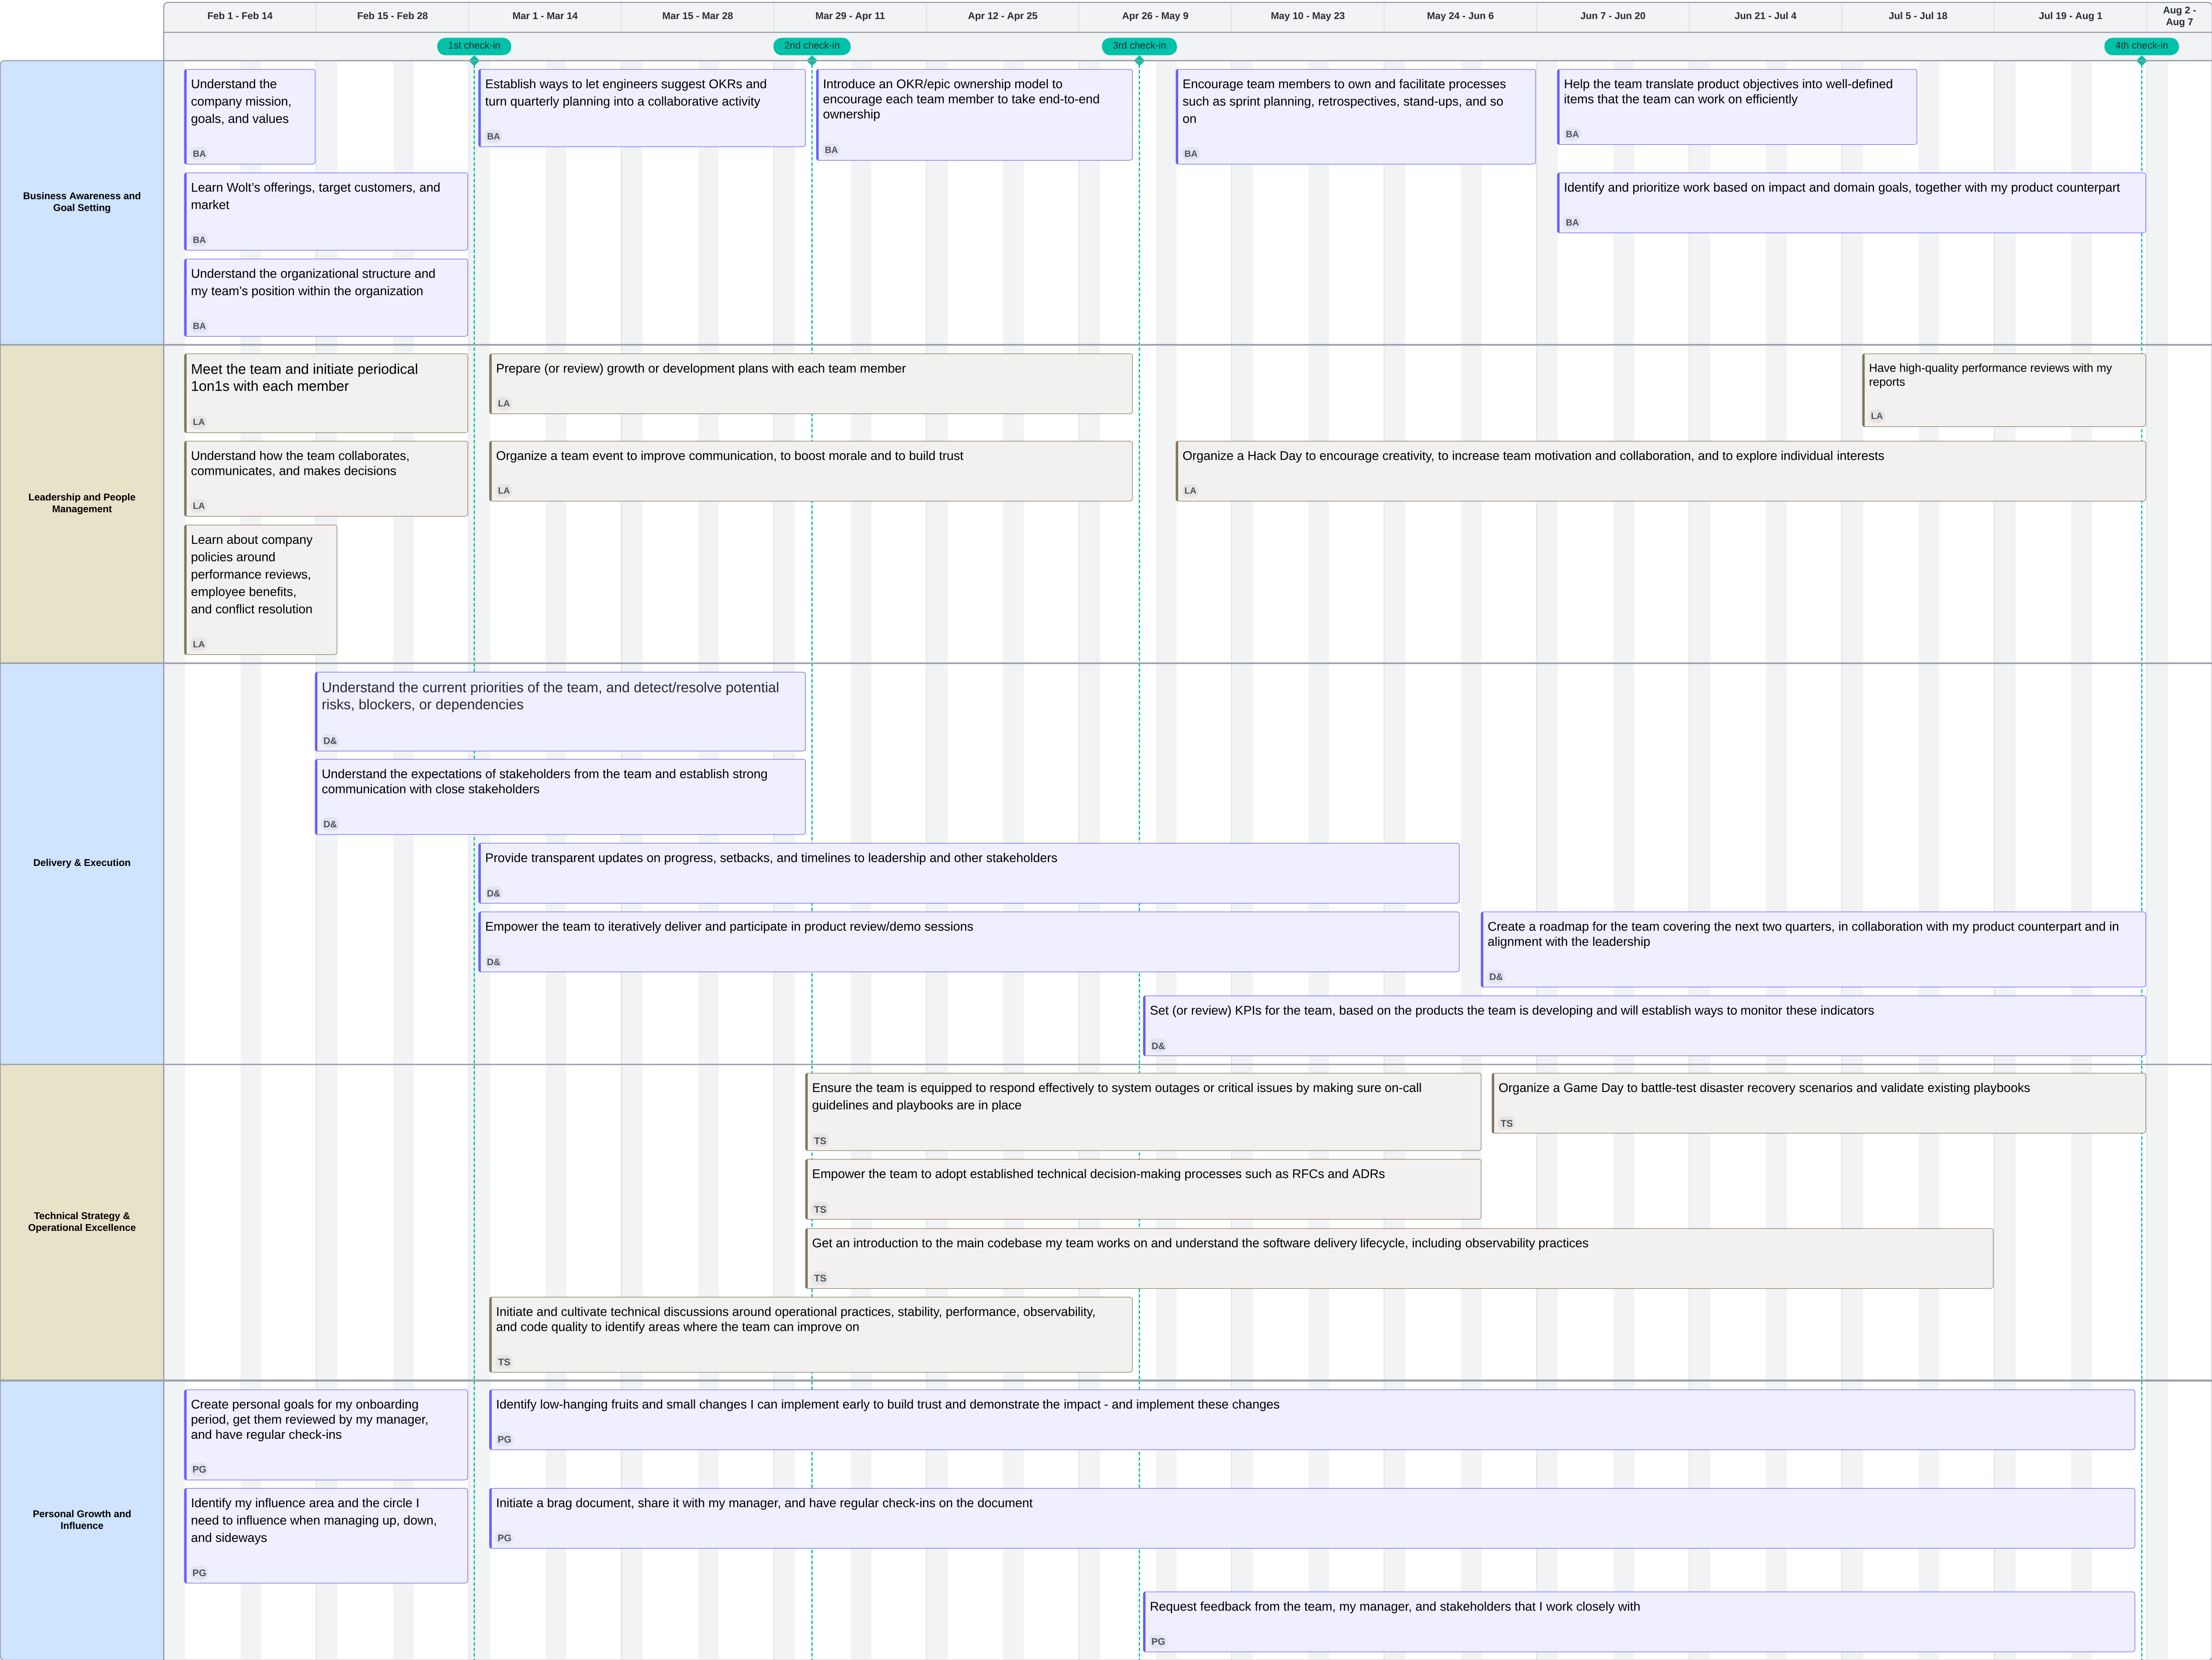 Feb 1 - Feb 14
Feb 15 - Feb 28
Mar 1 - Mar 14
Mar 15 - Mar 28
Mar 29 - Apr 11
Apr 12 - Apr 25
Apr 26 - May 9
May 10 - May 23
May 24 - Jun 6
Jun 7 - Jun 20
Jun 21 - Jul 4
Jul 5 - Jul 18
Jul 19 - Aug 1
Aug 2 -
Aug 7
1st check-in
2nd check-in
3rd check-in
4th check-in
Business Awareness and
Goal Setting
Understand the
company mission,
goals, and values
BA
Establish ways to let engineers suggest OKRs and
turn quarterly planning into a collaborative activity
BA
Introduce an OKR/epic ownership model to
encourage each team member to take end-to-end
ownership
BA
Encourage team members to own and facilitate processes
such as sprint planning, retrospectives, stand-ups, and so
on
BA
Help the team translate product objectives into well-defined
items that the team can work on efficiently
BA
Learn Wolt’s offerings, target customers, and
market
BA
Identify and prioritize work based on impact and domain goals, together with my product counterpart
BA
Understand the organizational structure and
my team’s position within the organization
BA
Leadership and People
Management
Meet the team and initiate periodical
1on1s with each member
LA
Prepare (or review) growth or development plans with each team member
LA
Have high-quality performance reviews with my
reports
LA
Understand how the team collaborates,
communicates, and makes decisions
LA
Organize a team event to improve communication, to boost morale and to build trust
LA
Organize a Hack Day to encourage creativity, to increase team motivation and collaboration, and to explore individual interests
LA
Learn about company
policies around
performance reviews,
employee benefits,
and conflict resolution
LA
Delivery & Execution
Understand the current priorities of the team, and detect/resolve potential
risks, blockers, or dependencies
D&
Understand the expectations of stakeholders from the team and establish strong
communication with close stakeholders
D&
Provide transparent updates on progress, setbacks, and timelines to leadership and other stakeholders
D&
Empower the team to iteratively deliver and participate in product review/demo sessions
D&
Create a roadmap for the team covering the next two quarters, in collaboration with my product counterpart and in
alignment with the leadership
D&
Set (or review) KPIs for the team, based on the products the team is developing and will establish ways to monitor these indicators
D&
Technical Strategy &
Operational Excellence
Ensure the team is equipped to respond effectively to system outages or critical issues by making sure on-call
guidelines and playbooks are in place
TS
Organize a Game Day to battle-test disaster recovery scenarios and validate existing playbooks
TS
Empower the team to adopt established technical decision-making processes such as RFCs and ADRs
TS
Get an introduction to the main codebase my team works on and understand the software delivery lifecycle, including observability practices
TS
Initiate and cultivate technical discussions around operational practices, stability, performance, observability,
and code quality to identify areas where the team can improve on
TS
Personal Growth and
Influence
Create personal goals for my onboarding
period, get them reviewed by my manager,
and have regular check-ins
PG
Identify low-hanging fruits and small changes I can implement early to build trust and demonstrate the impact - and implement these changes
PG
Identify my influence area and the circle I
need to influence when managing up, down,
and sideways
PG
Initiate a brag document, share it with my manager, and have regular check-ins on the document
PG
Request feedback from the team, my manager, and stakeholders that I work closely with
PG